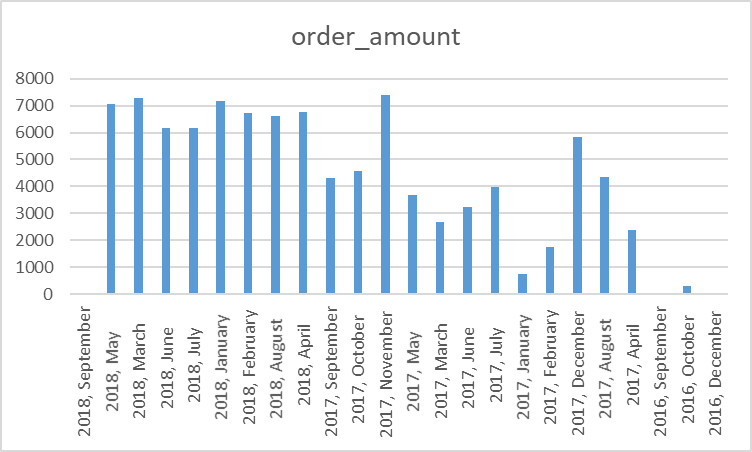 order_amount
8000
7000
6000
5000
4000
3000
2000
1000
0
2018, September
2018, May
2018, March
2018, June
2018, July
2018, January
2018, February
2018, August
2018, April
2017, September
2017, October
2017, November
2017, May
2017, March
2017, June
2017, July
2017, January
2017, February
2017, December
2017, August
2017, April
2016, September
2016, October
2016, December